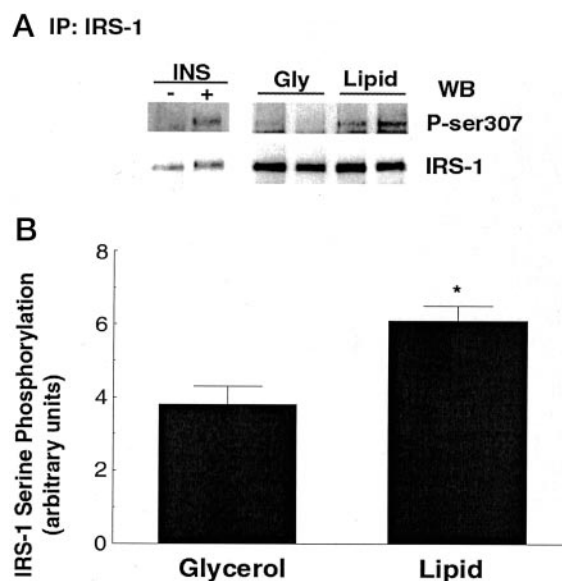 A IP: IRS-1
INS Gly Lipid WB
- +
P-ser307
IRS-1
B
IRS-1 Serine Phosphorylation
(arbitrary units)
8
6
4
2
0
*
Glycerol Lipid